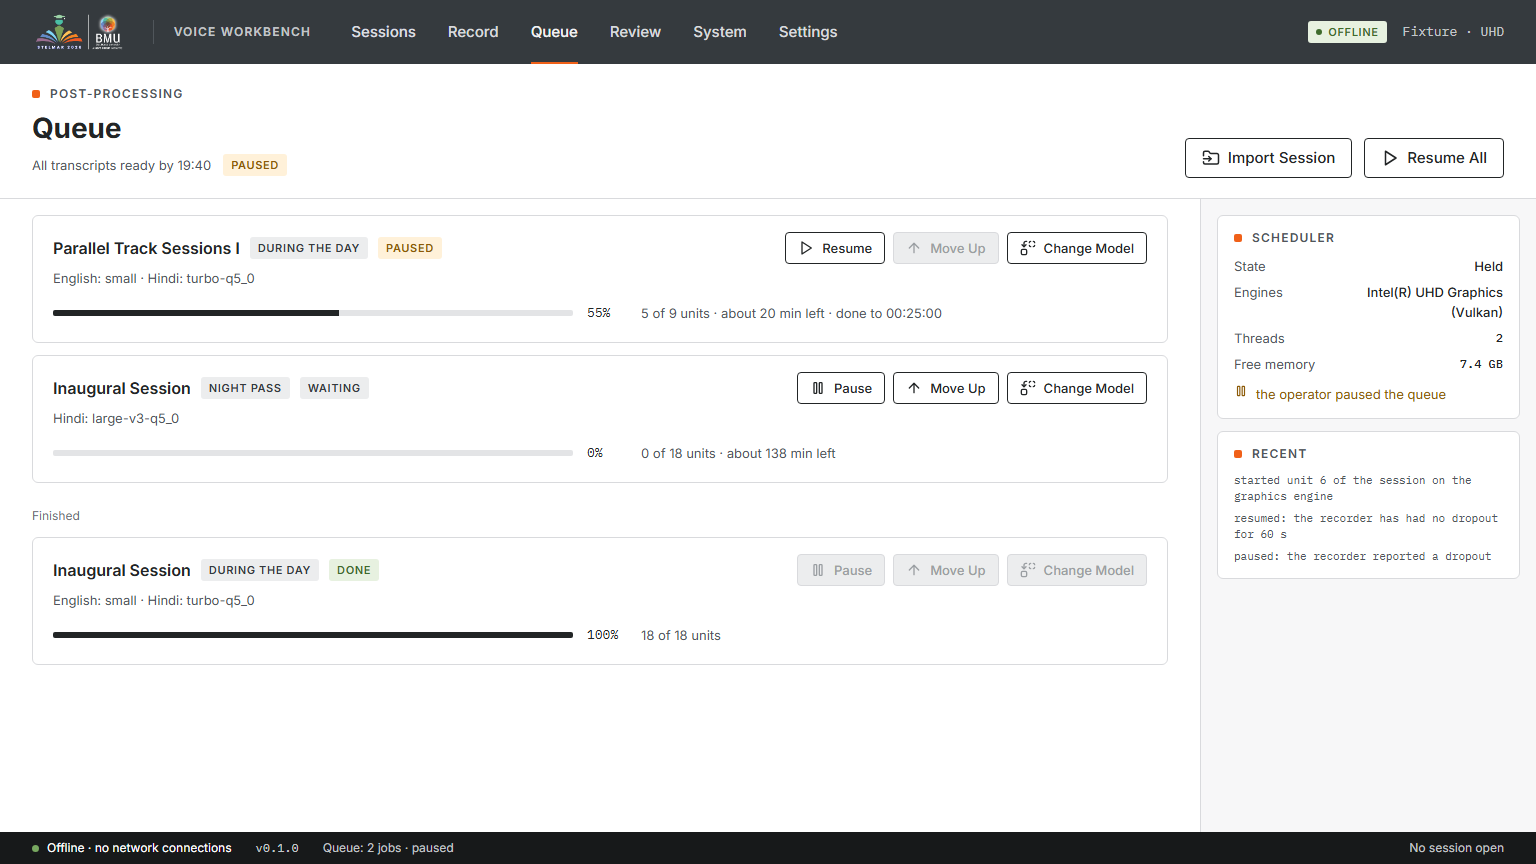 STELMAR 2026
BMU
VOICE WORKBENCH
Sessions
Record
Queue
Review
System
Settings
OFFLINE
Fixture · UHD
POST-PROCESSING
Queue
All transcripts ready by 19:40
PAUSED
Import Session
Resume All
Parallel Track Sessions I
DURING THE DAY
PAUSED
Resume
Move Up
Change Model
English: small · Hindi: turbo-q5_0
55%
5 of 9 units · about 20 min left · done to 00:25:00
Inaugural Session
NIGHT PASS
WAITING
Pause
Move Up
Change Model
Hindi: large-v3-q5_0
0%
0 of 18 units · about 138 min left
Finished
Inaugural Session
DURING THE DAY
DONE
Pause
Move Up
Change Model
English: small · Hindi: turbo-q5_0
100%
18 of 18 units
SCHEDULER
State
Held
Engines
Intel(R) UHD Graphics
(Vulkan)
Threads
2
Free memory
7.4 GB
the operator paused the queue
RECENT
started unit 6 of the session on the
graphics engine
resumed: the recorder has had no dropout
for 60 s
paused: the recorder reported a dropout
Offline · no network connections
v0.1.0
Queue: 2 jobs · paused
No session open